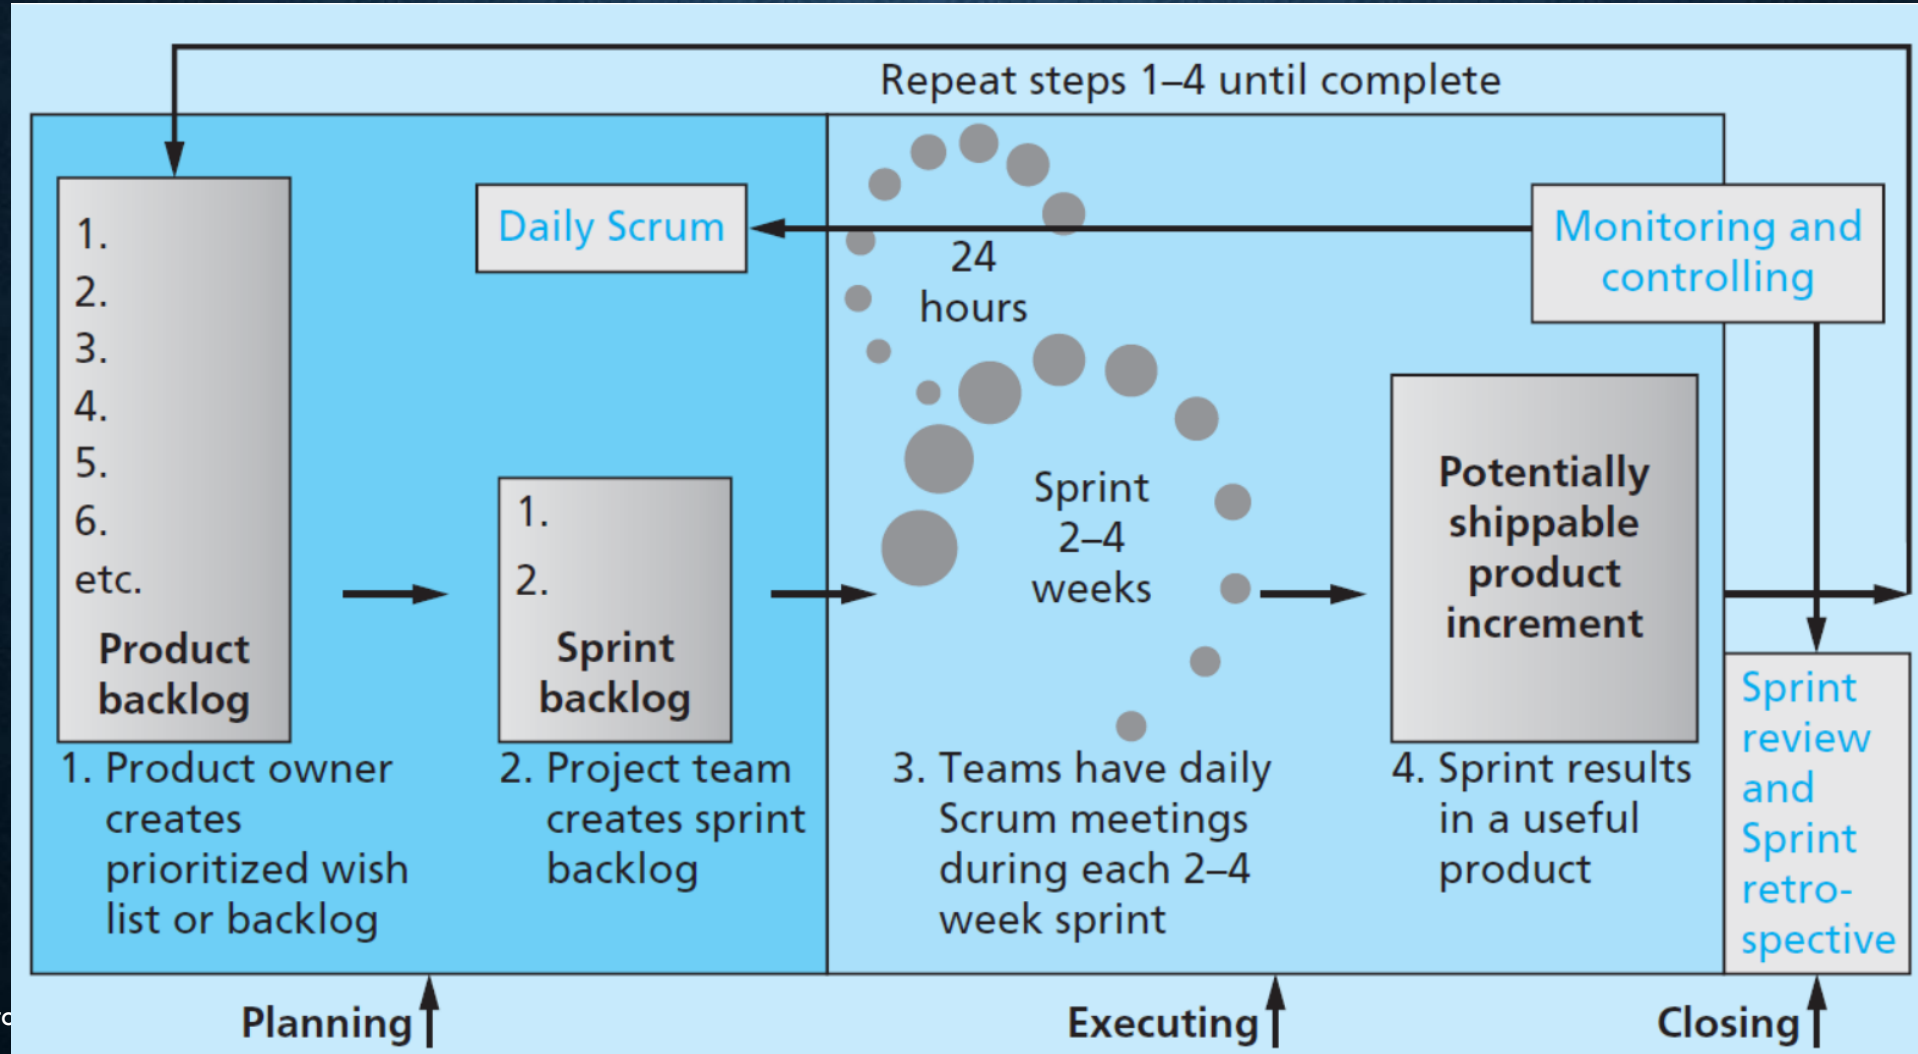 Repeat steps 1–4 until complete
1.
2.
3.
4.
5.
6.
etc.
Product
backlog
Daily Scrum
1.
2.
Sprint
backlog
24
hours
Sprint
2–4
weeks
Monitoring and
controlling
Potentially
shippable
product
increment
1. Product owner
creates
prioritized wish
list or backlog
2. Project team
creates sprint
backlog
3. Teams have daily
Scrum meetings
during each 2–4
week sprint
4. Sprint results
in a useful
product
Sprint
review
and
Sprint
retro-
spective
Planning
Executing
Closing